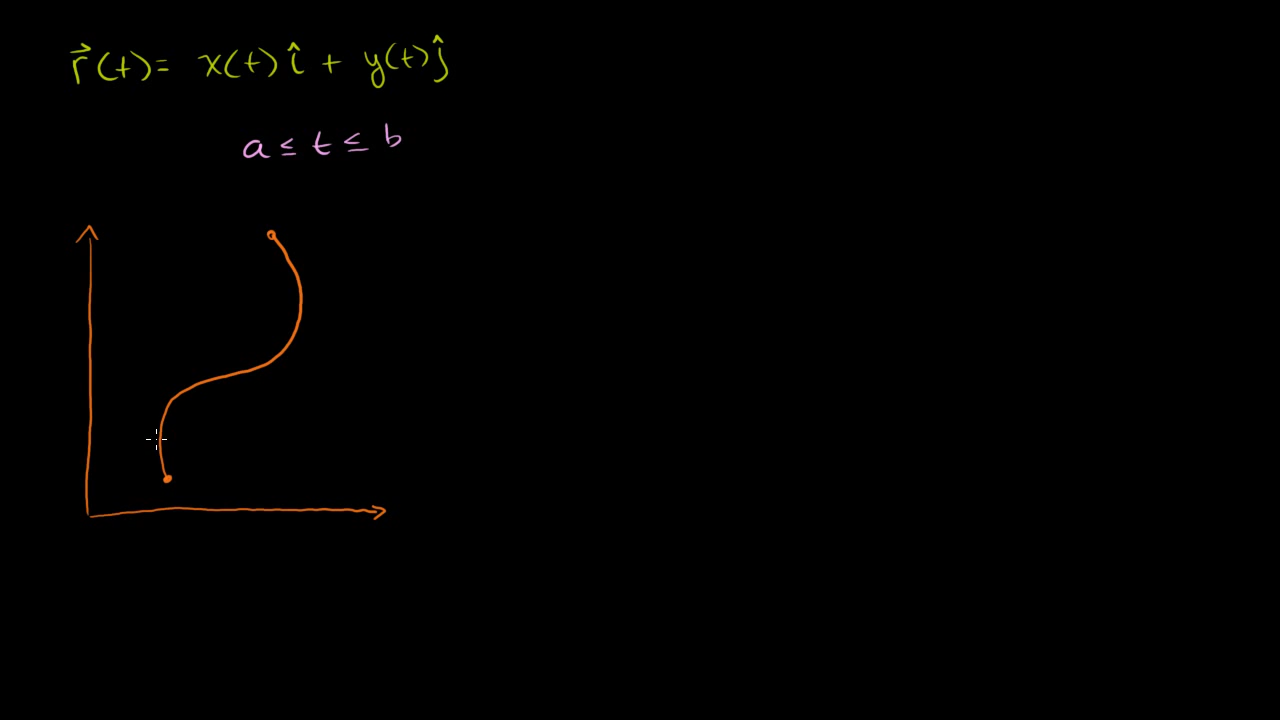 r⃗(t)= x(t)î + y(t)ĵ
a ≤ t ≤ b